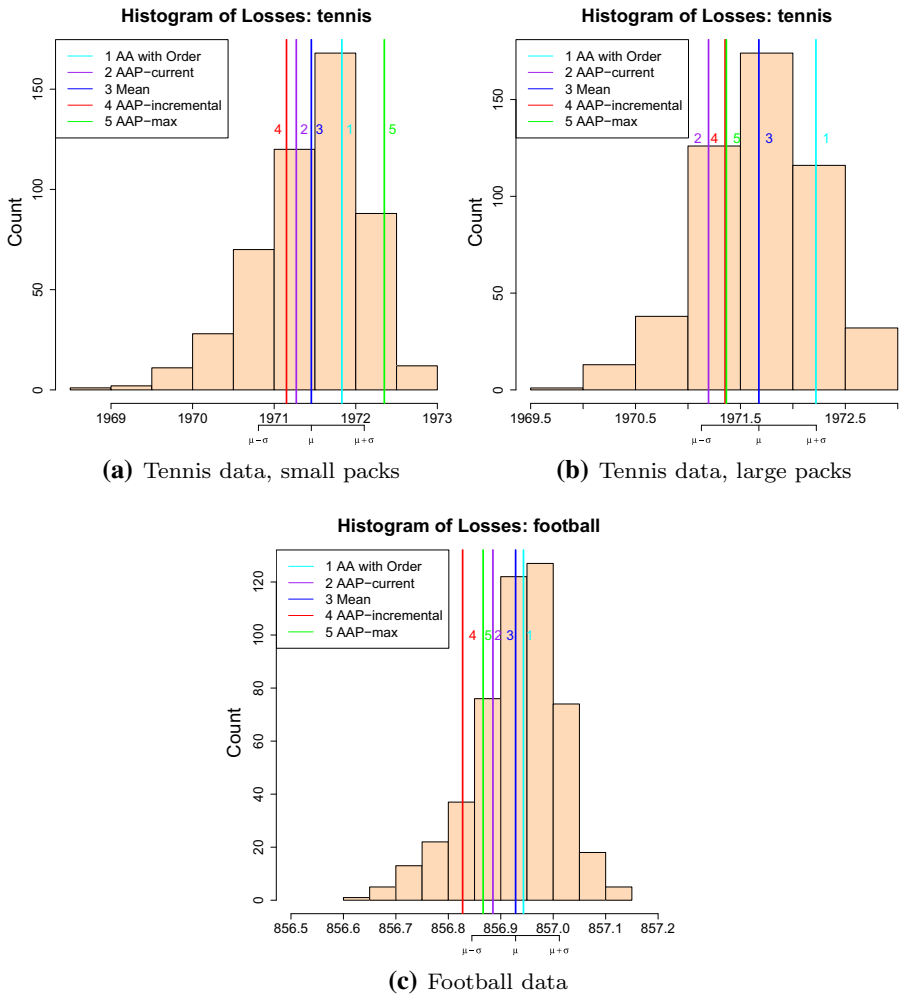 Histogram of Losses: tennis
1 AA with Order
2 AAP−current
3 Mean
4 AAP−incremental
5 AAP−max
4 2 3 1 5
Count
0 50 100 150
1969 1970 1971 1972 1973
μ−σ μ μ+σ
(a) Tennis data, small packs
Histogram of Losses: tennis
1 AA with Order
2 AAP−current
3 Mean
4 AAP−incremental
5 AAP−max
2 4 5 3 1
Count
0 50 100 150
1969.5 1970.5 1971.5 1972.5
μ−σ μ μ+σ
(b) Tennis data, large packs
Histogram of Losses: football
1 AA with Order
2 AAP−current
3 Mean
4 AAP−incremental
5 AAP−max
4 5 2 3 1
Count
0 20 40 60 80 100 120
856.5 856.6 856.7 856.8 856.9 857.0 857.1 857.2
μ−σ μ μ+σ
(c) Football data